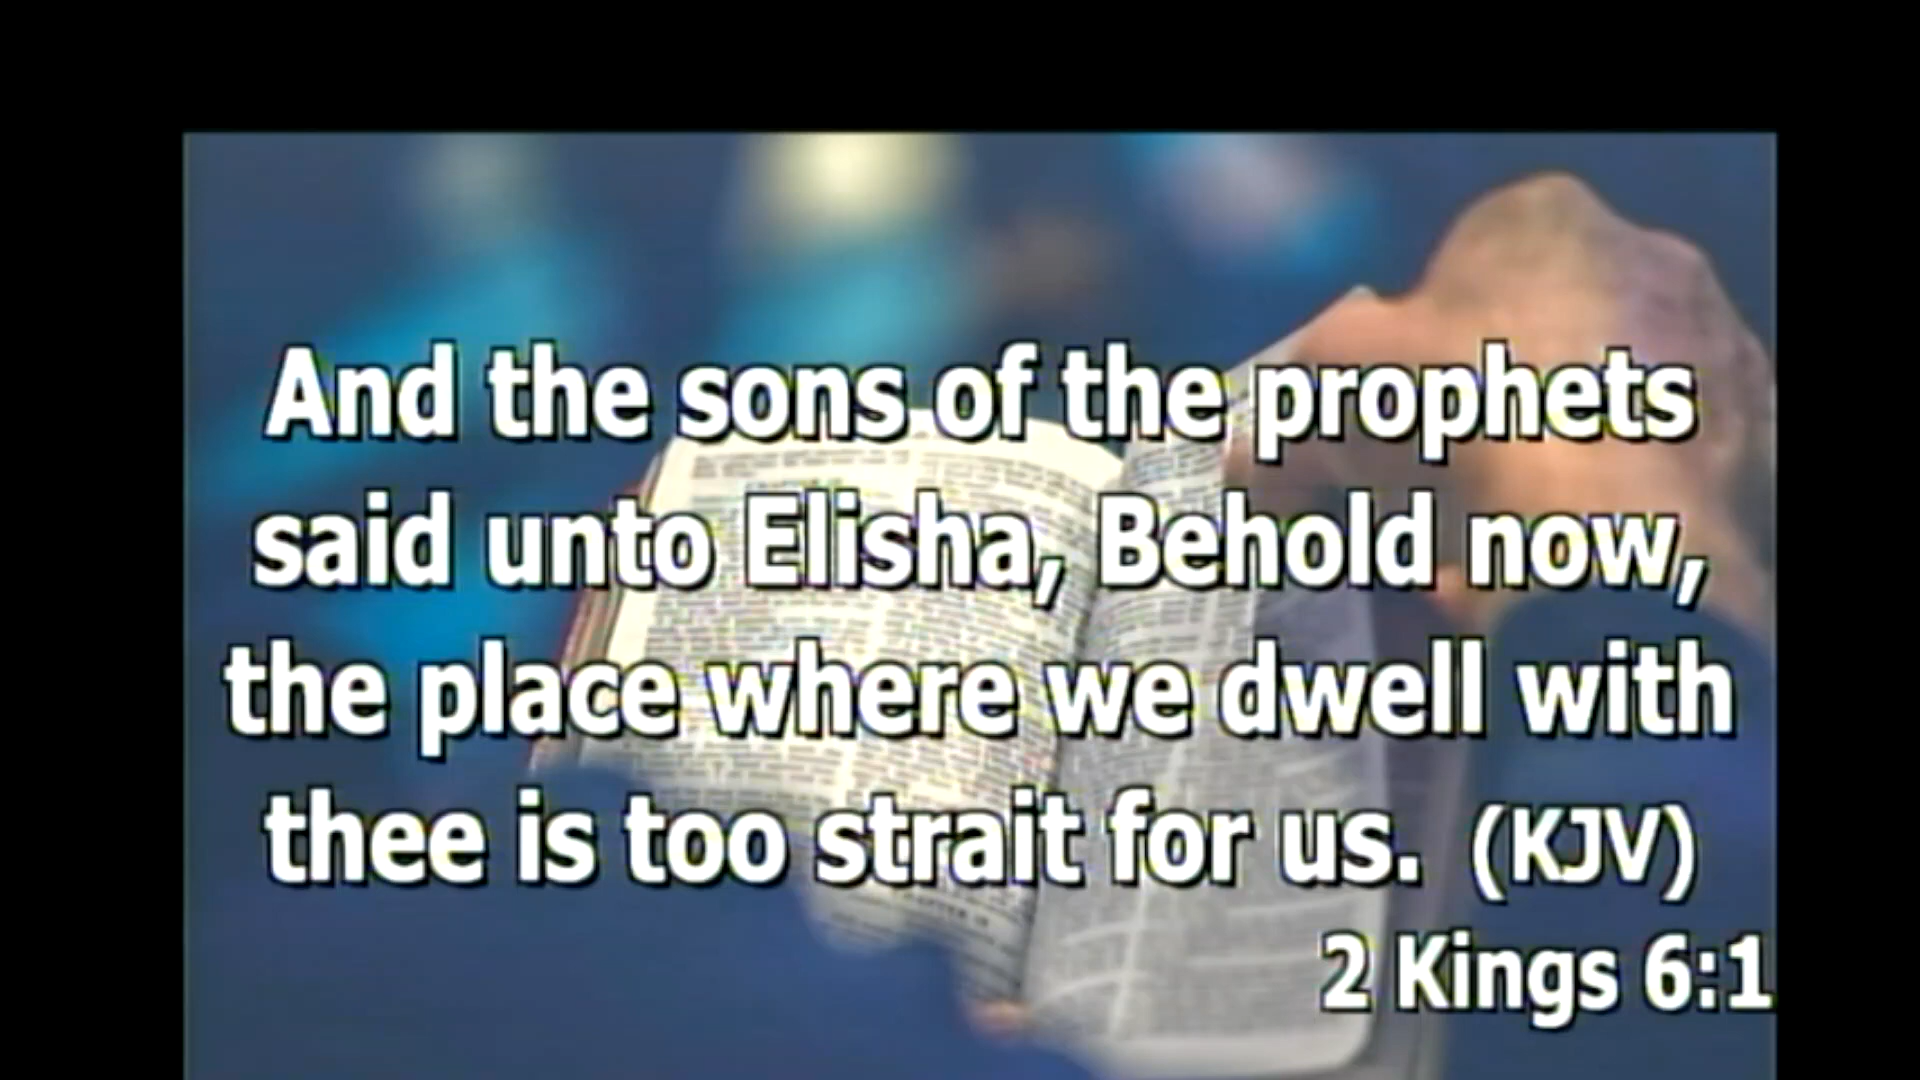 And the sons of the prophets
said unto Elisha, Behold now,
the place where we dwell with
thee is too strait for us. (KJV)
2 Kings 6:1